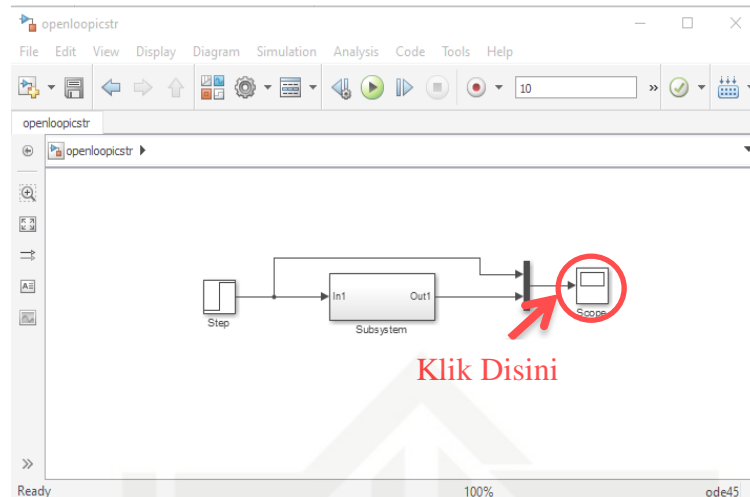 openloopicstr
File Edit View Display Diagram Simulation Analysis Code Tools Help
10
openloopicstr
openloopicstr
In1 Out1
Step
Subsystem
Scope
Klik Disini
Ready 100% ode45